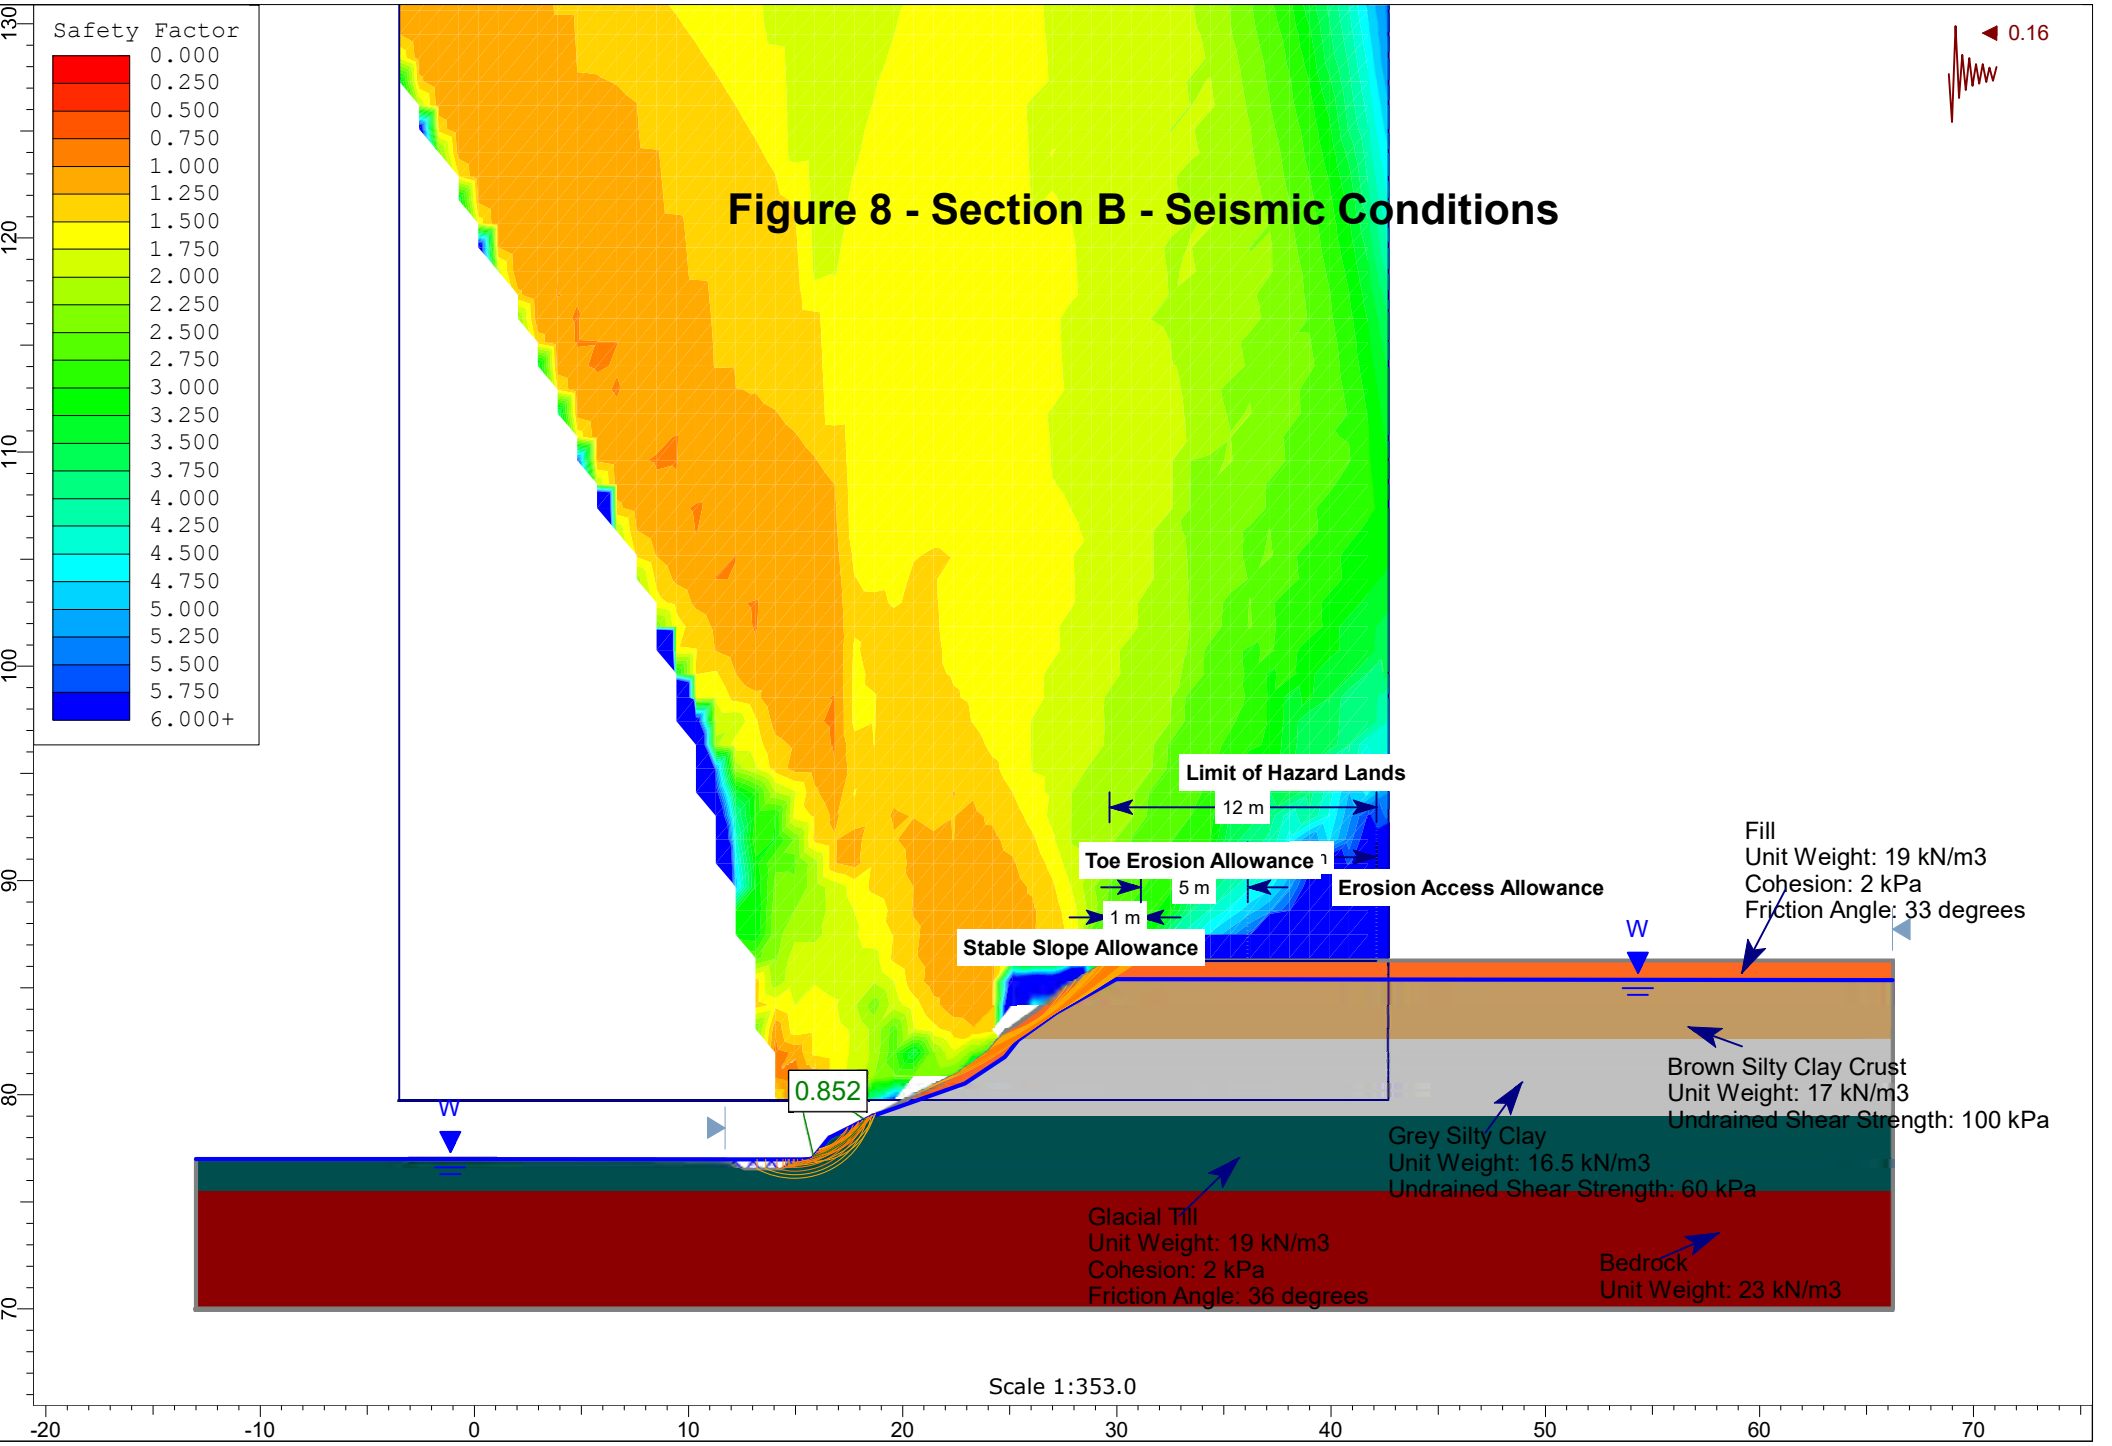 Safety Factor
0.000
0.250
0.500
0.750
1.000
1.250
1.500
1.750
2.000
2.250
2.500
2.750
3.000
3.250
3.500
3.750
4.000
4.250
4.500
4.750
5.000
5.250
5.500
5.750
6.000+
0.16
Figure 8 - Section B - Seismic Conditions
Limit of Hazard Lands
12 m
Toe Erosion Allowance
5 m
Erosion Access Allowance
1 m
Stable Slope Allowance
Fill
Unit Weight: 19 kN/m3
Cohesion: 2 kPa
Friction Angle: 33 degrees
W
W
0.852
Brown Silty Clay Crust
Unit Weight: 17 kN/m3
Undrained Shear Strength: 100 kPa
Grey Silty Clay
Unit Weight: 16.5 kN/m3
Undrained Shear Strength: 60 kPa
Glacial Till
Unit Weight: 19 kN/m3
Cohesion: 2 kPa
Friction Angle: 36 degrees
Bedrock
Unit Weight: 23 kN/m3
Scale 1:353.0
130
120
110
100
90
80
70
-20 -10 0 10 20 30 40 50 60 70